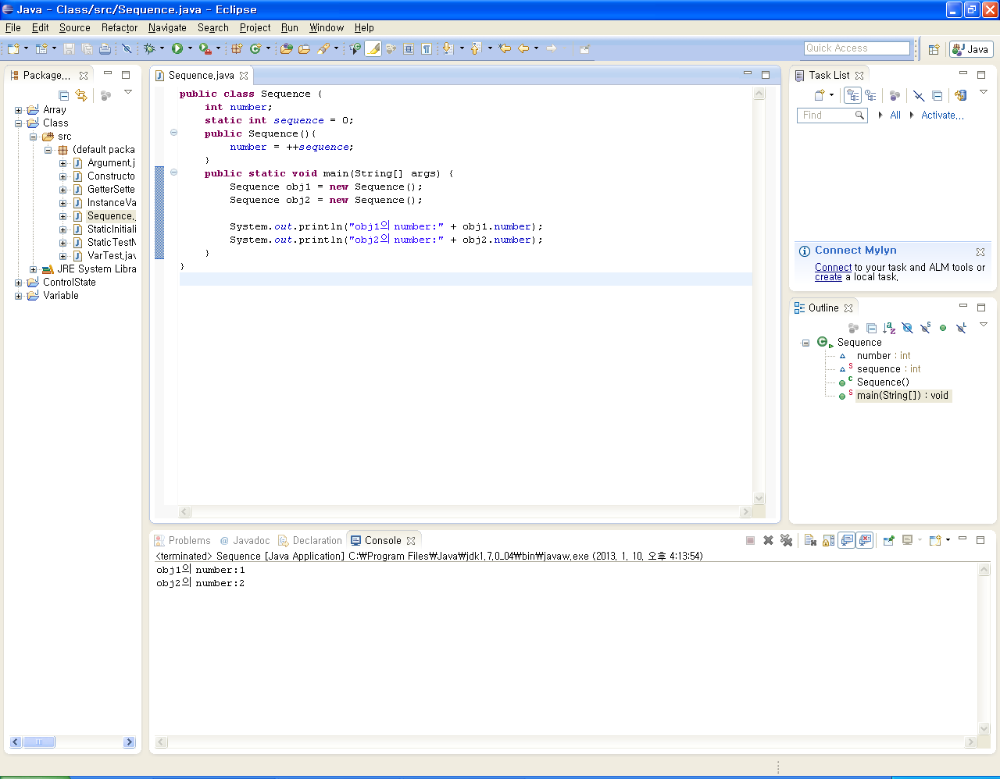 Java - Class/src/Sequence.java - Eclipse
File Edit Source Refactor Navigate Search Project Run Window Help
Quick Access
Java
Package...
Array
Class
src
(default packa
Argument.j
Constructo
GetterSette
InstanceVa
Sequence.
StaticInitiali
StaticTestM
VarTest.jav
JRE System Libra
ControlState
Variable
Sequence.java
public class Sequence {
int number;
static int sequence = 0;
public Sequence(){
number = ++sequence;
}
public static void main(String[] args) {
Sequence obj1 = new Sequence();
Sequence obj2 = new Sequence();
System.out.println("obj1의 number:" + obj1.number);
System.out.println("obj2의 number:" + obj2.number);
}
}
Task List
Find
All
Activate...
Connect Mylyn
Connect to your task and ALM tools or
create a local task.
Outline
Sequence
number : int
sequence : int
Sequence()
main(String[]) : void
Problems @ Javadoc Declaration Console
<terminated> Sequence [Java Application] C:₩Program Files₩Java₩jdk1.7.0_04₩bin₩javaw.exe (2013. 1. 10. 오후 4:13:54)
obj1의 number:1
obj2의 number:2